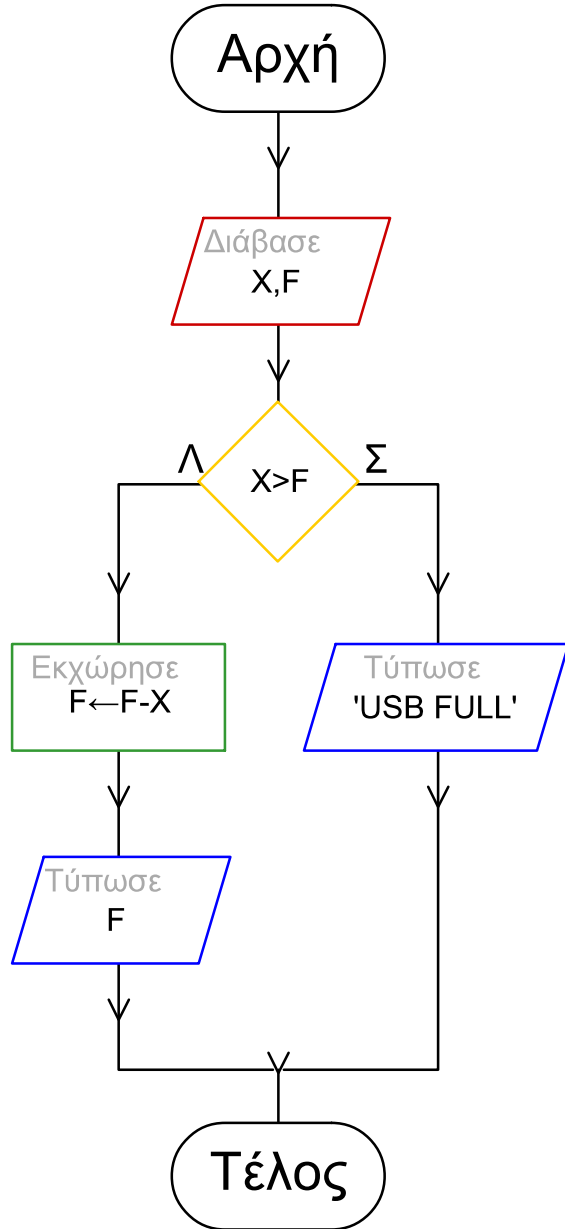 Αρχή
Διάβασε
X,F
Λ
X>F
Σ
Εκχώρησε
F←F-X
Τύπωσε
'USB FULL'
Τύπωσε
F
Τέλος